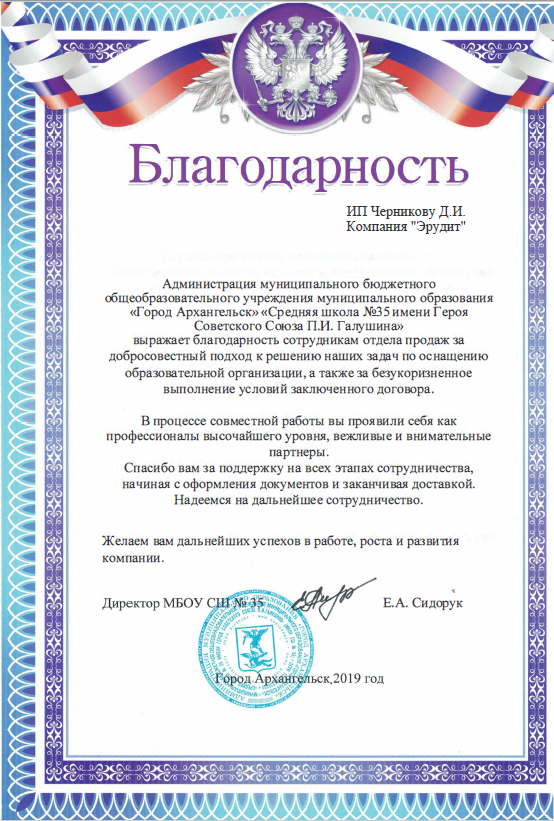 Благодарность
ИП Черникову Д.И.
Компания "Эрудит"
Администрация муниципального бюджетного
общеобразовательного учреждения муниципального образования
«Город Архангельск» «Средняя школа №35 имени Героя
Советского Союза П.И. Галушина»
выражает благодарность сотрудникам отдела продаж за
добросовестный подход к решению наших задач по оснащению
образовательной организации, а также за безукоризненное
выполнение условий заключенного договора.
В процессе совместной работы вы проявили себя как
профессионалы высочайшего уровня, вежливые и внимательные
партнеры.
Спасибо вам за поддержку на всех этапах сотрудничества,
начиная с оформления документов и заканчивая доставкой.
Надеемся на дальнейшее сотрудничество.
Желаем вам дальнейших успехов в работе, роста и развития
компании.
Директор МБОУ СШ № 35 Е.А. Сидорук
Город Архангельск,2019 год